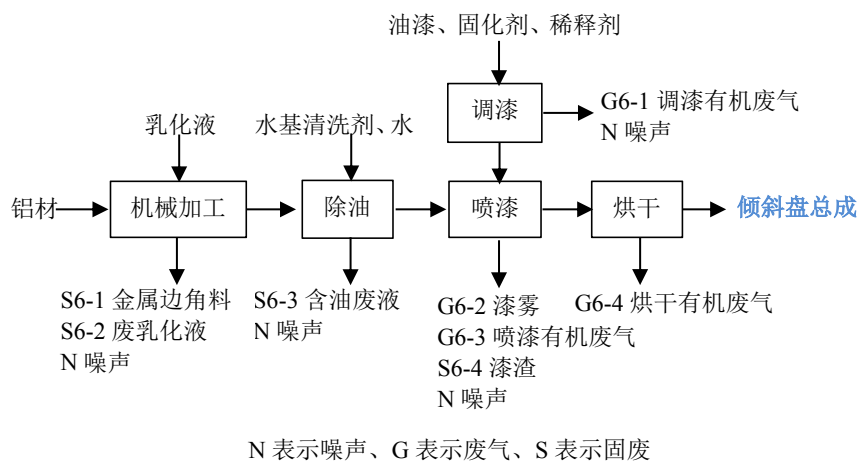 油漆、固化剂、稀释剂
调漆
G6-1 调漆有机废气
N 噪声
乳化液
水基清洗剂、水
铝材
机械加工
除油
喷漆
烘干
倾斜盘总成
S6-1 金属边角料
S6-2 废乳化液
N 噪声
S6-3 含油废液
N 噪声
G6-2 漆雾
G6-3 喷漆有机废气
S6-4 漆渣
N 噪声
G6-4 烘干有机废气
N 表示噪声、G 表示废气、S 表示固废